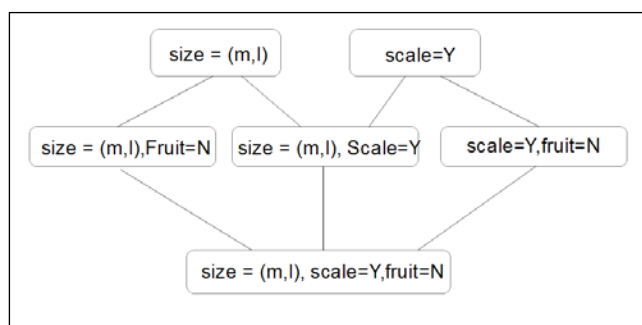 size = (m,l)
scale=Y
size = (m,l),Fruit=N
size = (m,l), Scale=Y
scale=Y,fruit=N
size = (m,l), scale=Y,fruit=N